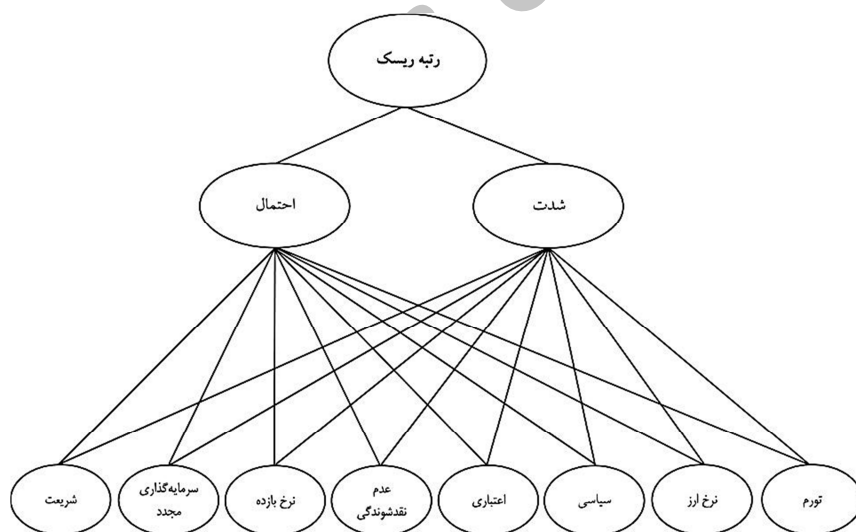 رتبه ریسک
شدت
احتمال
تورم
نرخ ارز
سیاسی
اعتباری
عدم
نقدشوندگی
نرخ بازده
سرمایه‌گذاری
مجدد
شریعت